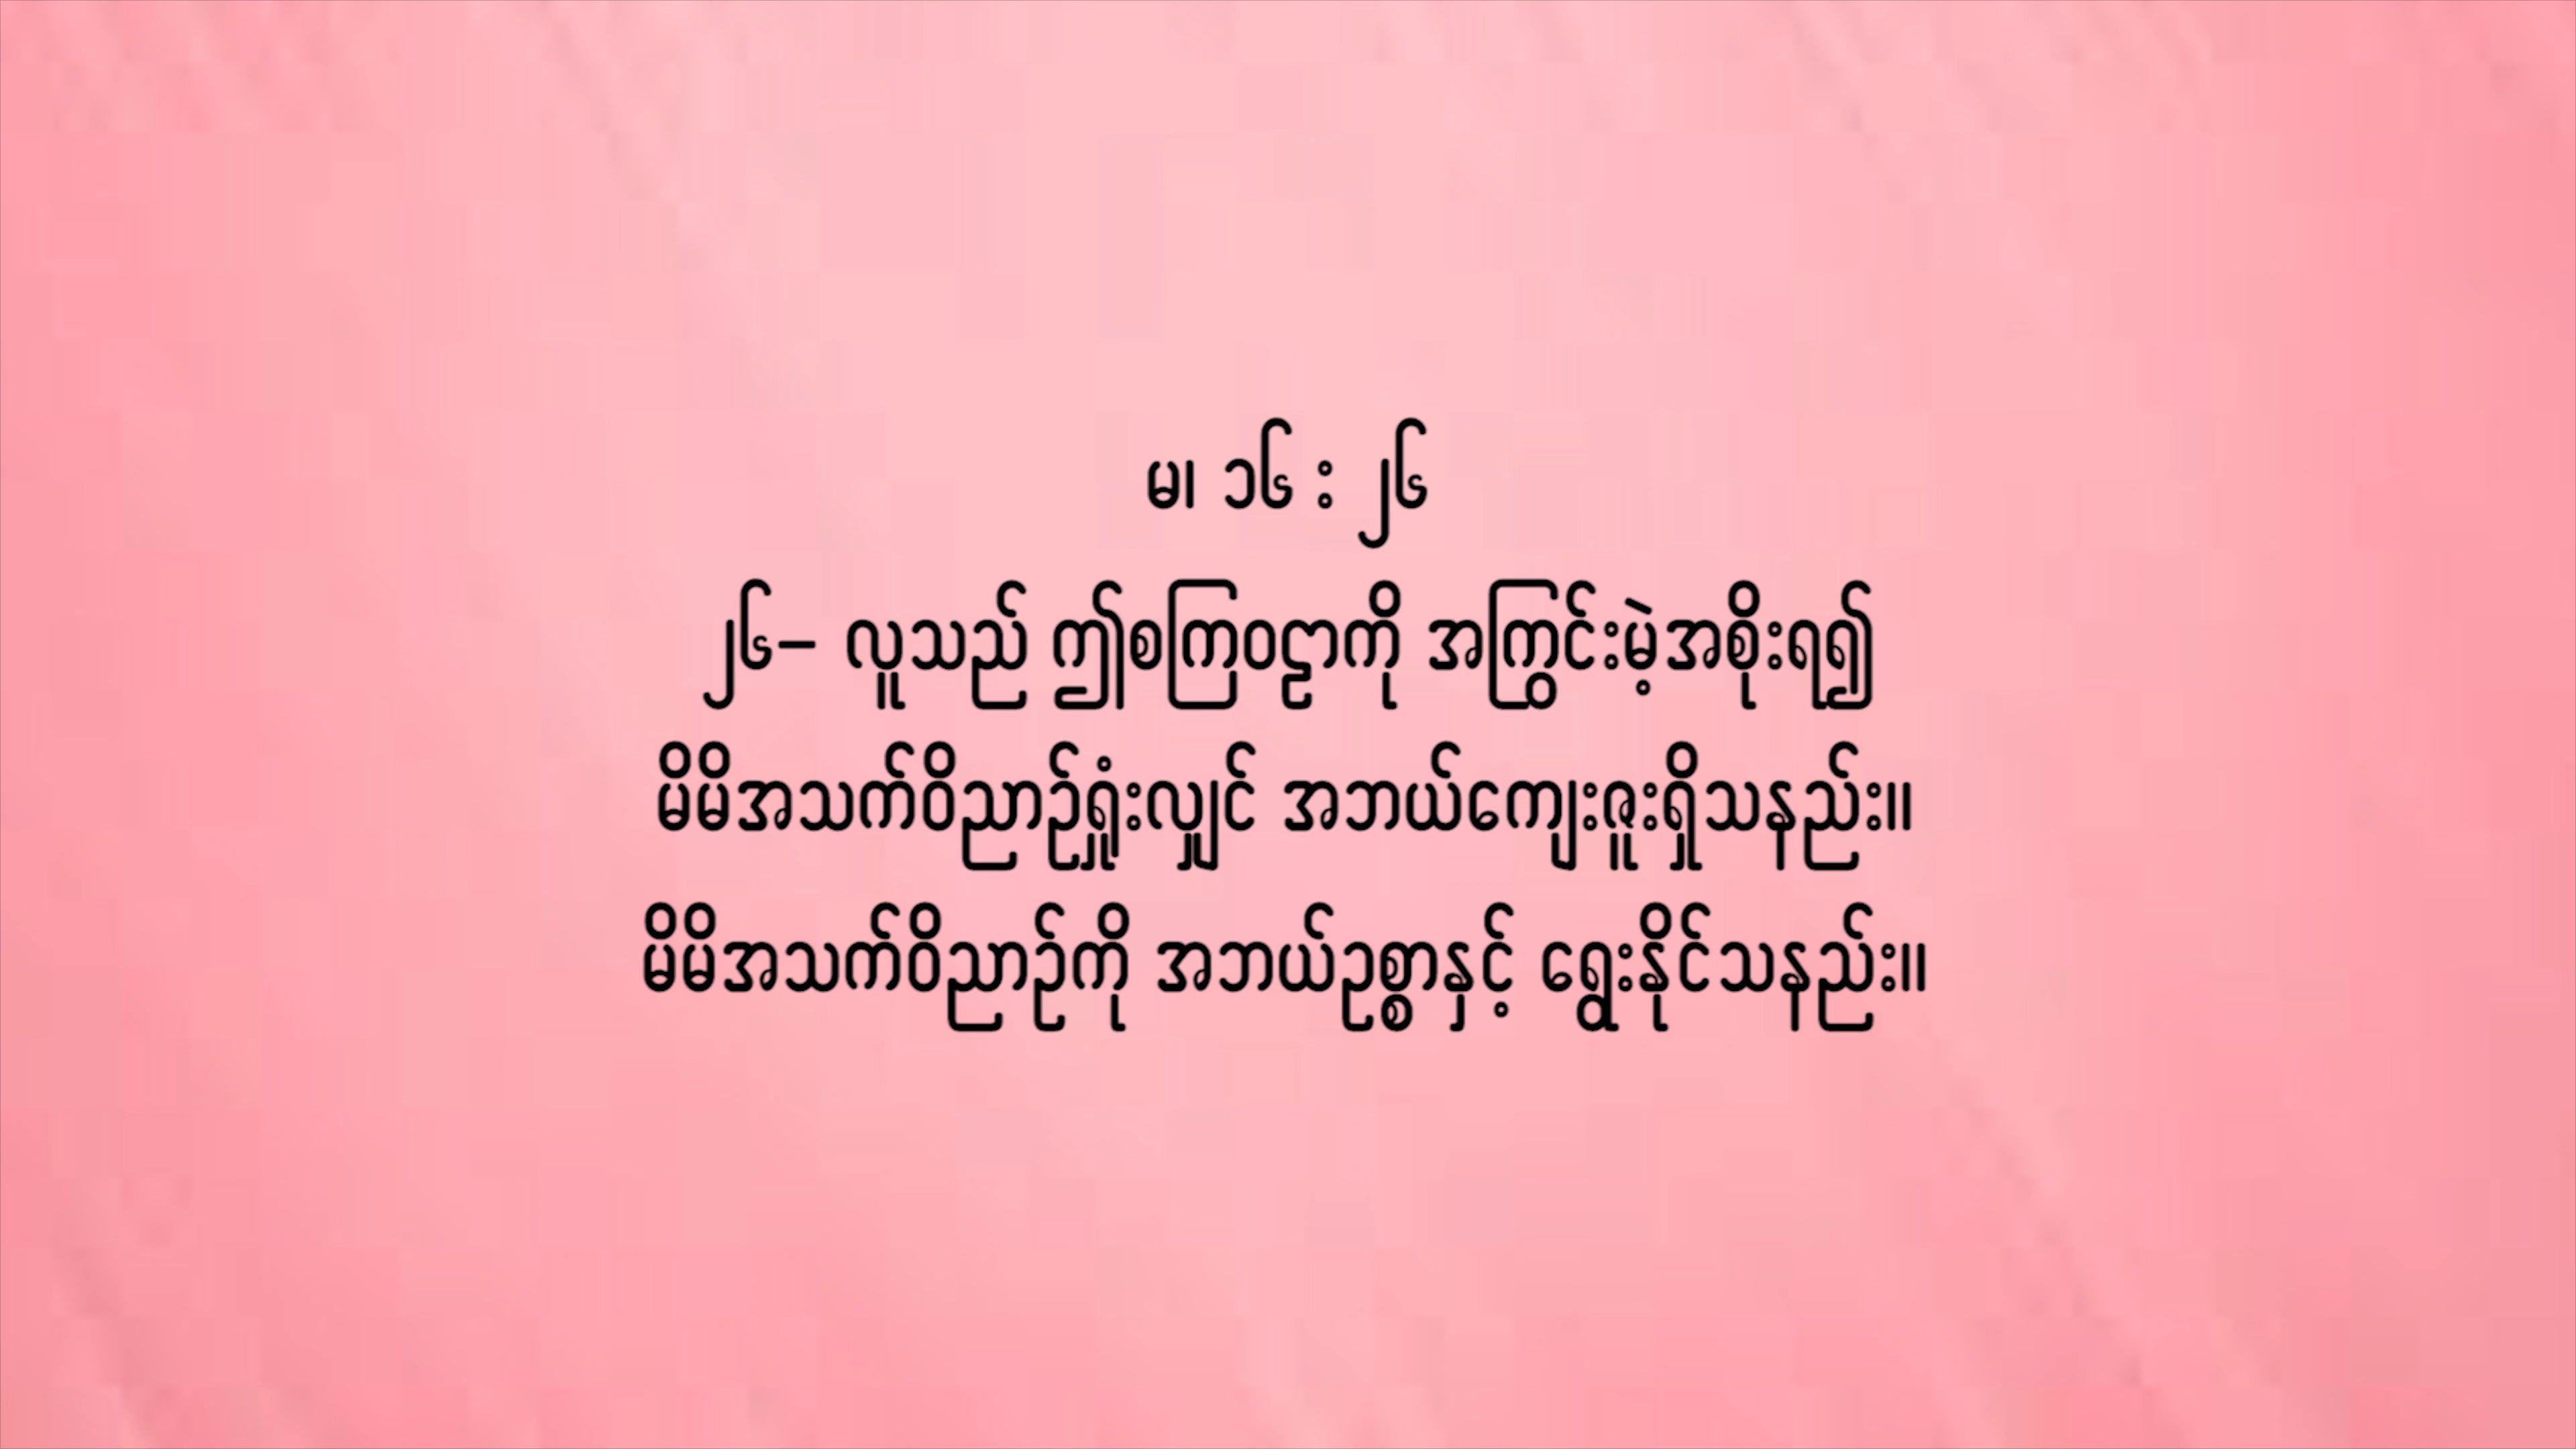 မ၊ ၁၆ : ၂၆
၂၆– လူသည် ဤစကြဝဠာကို အကြွင်းမဲ့အစိုးရ၍
မိမိအသက်ဝိညာဉ်ရှုံးလျှင် အဘယ်ကျေးဇူးရှိသနည်း။
မိမိအသက်ဝိညာဉ်ကို အဘယ်ဥစ္စာနှင့် ရွေးနိုင်သနည်း။